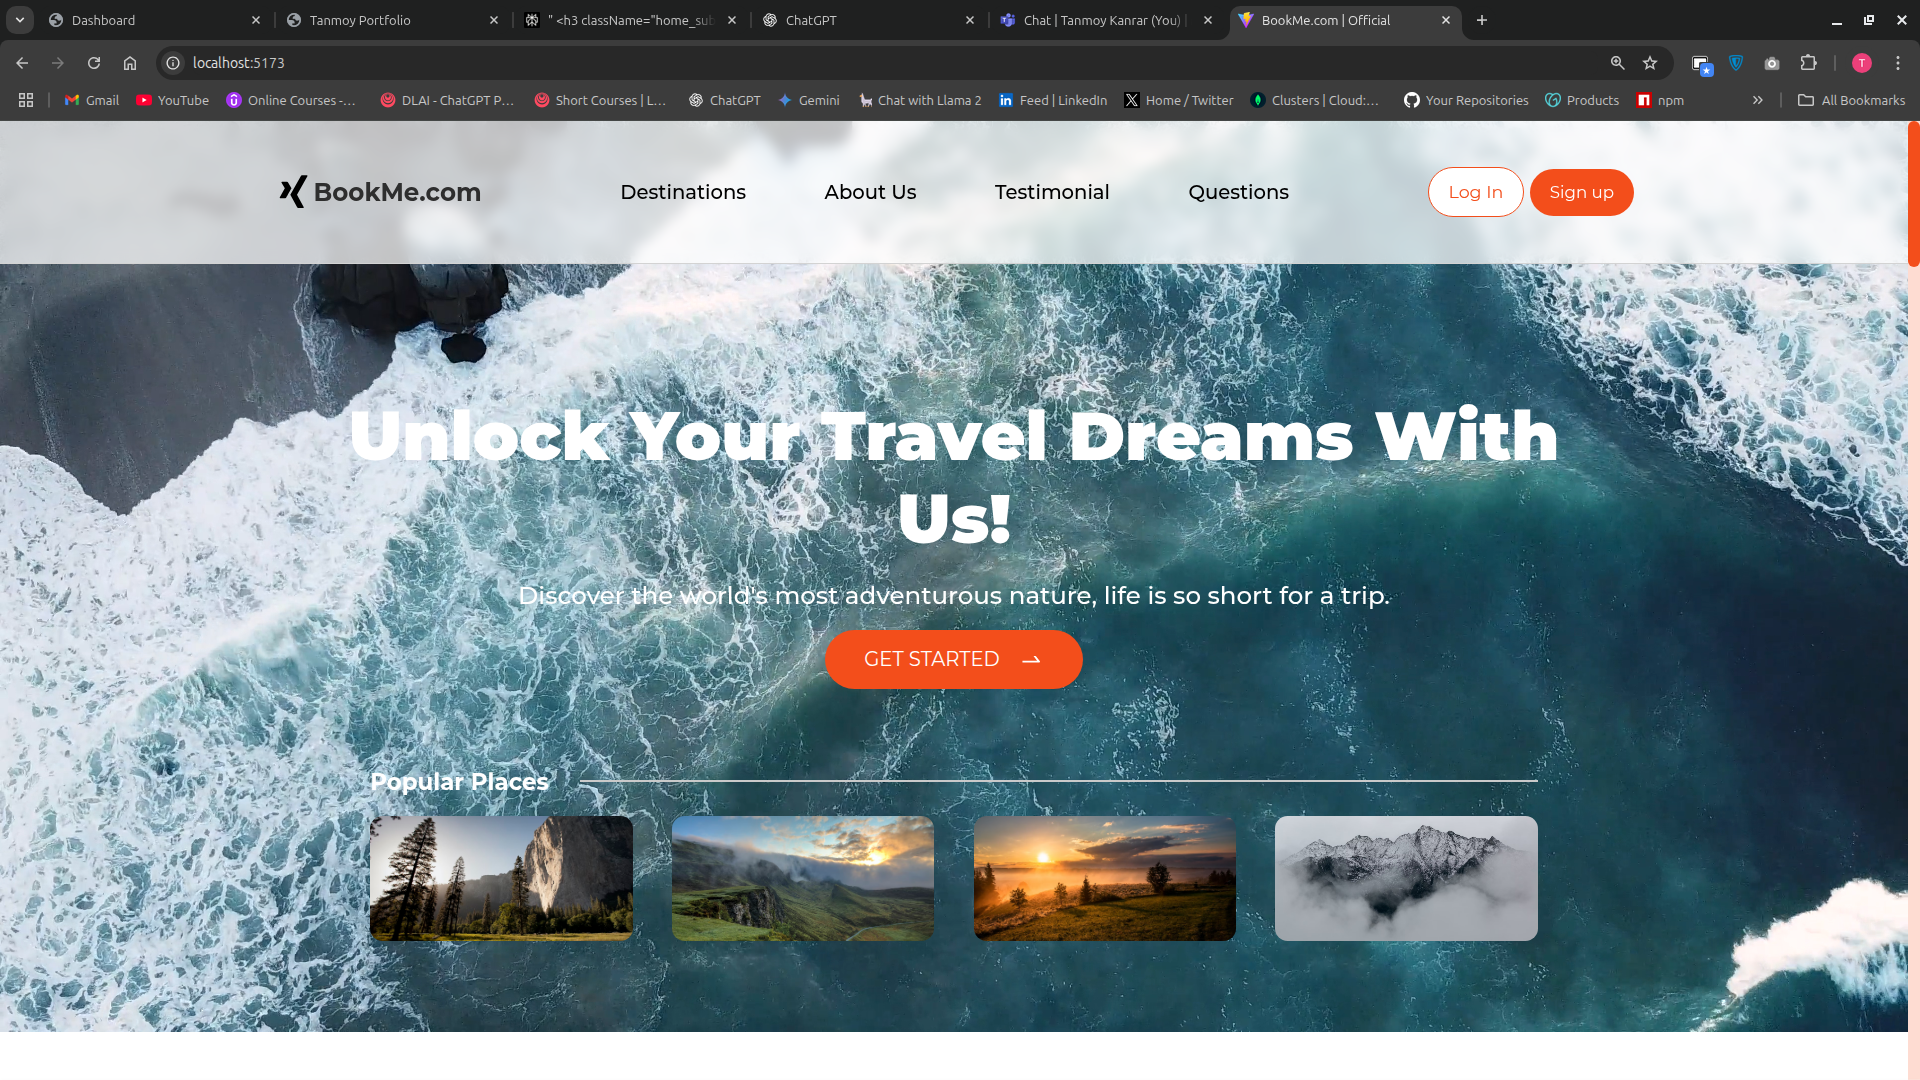 Dashboard
Tanmoy Portfolio
" <h3 className="home_sub
ChatGPT
Chat | Tanmoy Kanrar (You) |
BookMe.com | Official
localhost:5173
T
Gmail
YouTube
Online Courses -...
DLAI - ChatGPT P...
Short Courses | L...
ChatGPT
Gemini
Chat with Llama 2
Feed | LinkedIn
Home / Twitter
Clusters | Cloud:...
Your Repositories
Products
npm
All Bookmarks
BookMe.com
Destinations
About Us
Testimonial
Questions
Log In
Sign up
Unlock Your Travel Dreams With
Us!
Discover the world's most adventurous nature, life is so short for a trip.
GET STARTED
Popular Places